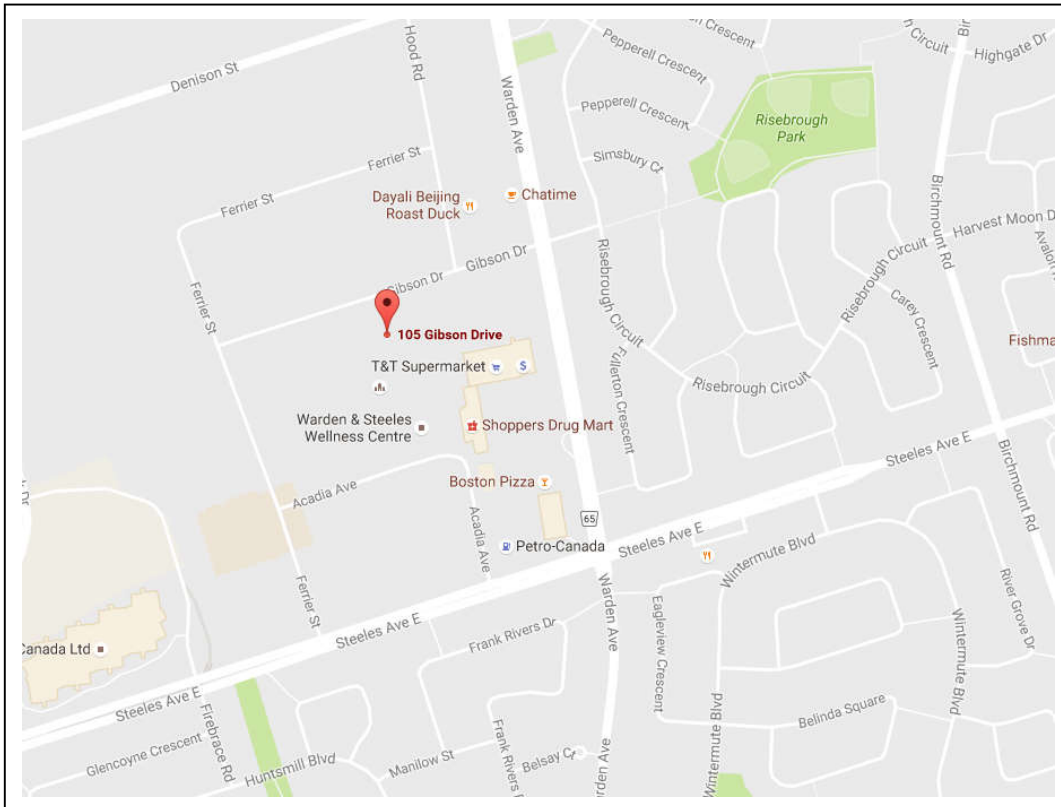 Crescent
Circuit
Highgate Dr
Hood Rd
Pepperell Crescent
Denison St
Warden Ave
Pepperell Crescent
Risebrough
Park
Ferrier St
Simsbury Cr
Birchmount Rd
Dayali Beijing
Roast Duck
Chatime
Ferrier St
Harvest Moon D
Gibson Dr
Gibson Dr
Risebrough Circuit
Risebrough Circuit
Carey Crescent
Ferrier St
105 Gibson Drive
Fishma
T&T Supermarket
$
Fullerton Crescent
Risebrough Circuit
Warden & Steeles
Wellness Centre
Shoppers Drug Mart
Steeles Ave E
Boston Pizza
Birchmount Rd
Acadia Ave
Acadia Ave
65
Petro-Canada
Steeles Ave E
Wintermute Blvd
Ferrier St
Warden Ave
River Grove Dr
Steeles Ave E
Frank Rivers Dr
Eagleview Crescent
Wintermute Blvd
Canada Ltd
Steeles Ave E
Firebrace Rd
Wintermute Blvd
Belinda Square
Glencoyne Crescent
Huntsmill Blvd
Manilow St
Frank Rivers
Belsay
arden Ave